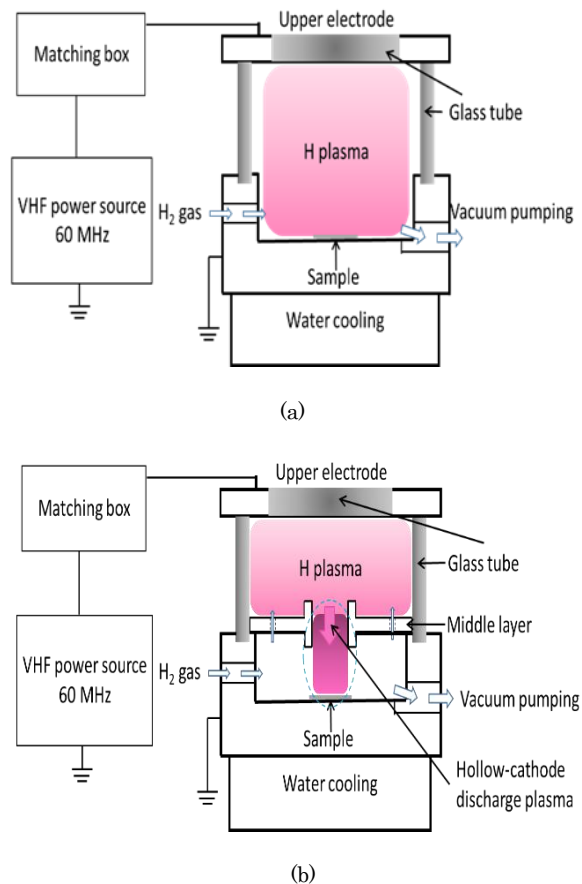 Upper electrode
Matching box
Glass tube
H plasma
VHF power source
60 MHz
H₂ gas
Vacuum pumping
Sample
Water cooling
(a)
Upper electrode
Matching box
Glass tube
H plasma
Middle layer
VHF power source
60 MHz
H₂ gas
Vacuum pumping
Sample
Hollow-cathode
discharge plasma
Water cooling
(b)